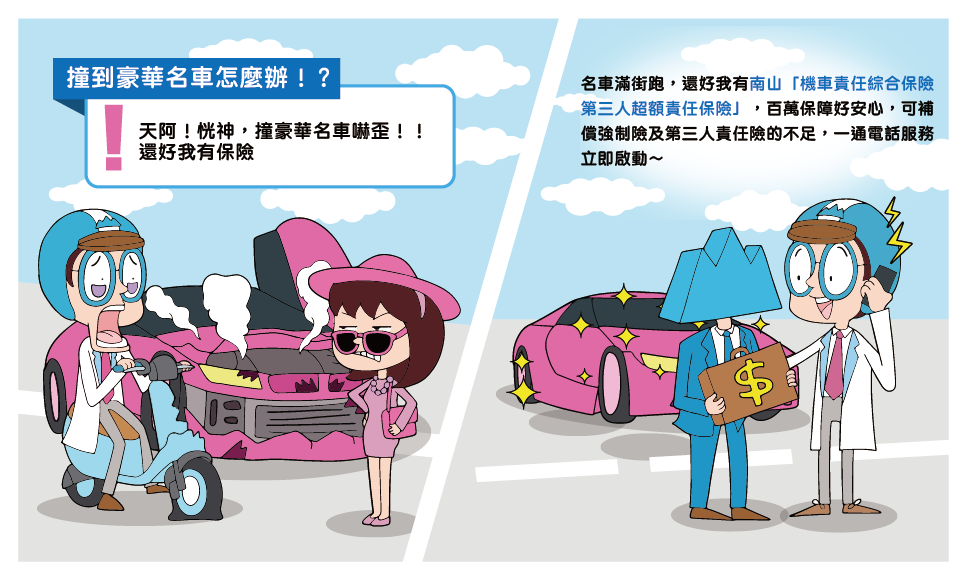 撞到豪華名車怎麼辦！？
天阿！恍神，撞豪華名車嚇歪！！
還好我有保險
名車滿街跑，還好我有南山「機車責任綜合保險
第三人超額責任保險」，百萬保障好安心，可補
償強制險及第三人責任險的不足，一通電話服務
立即啟動～